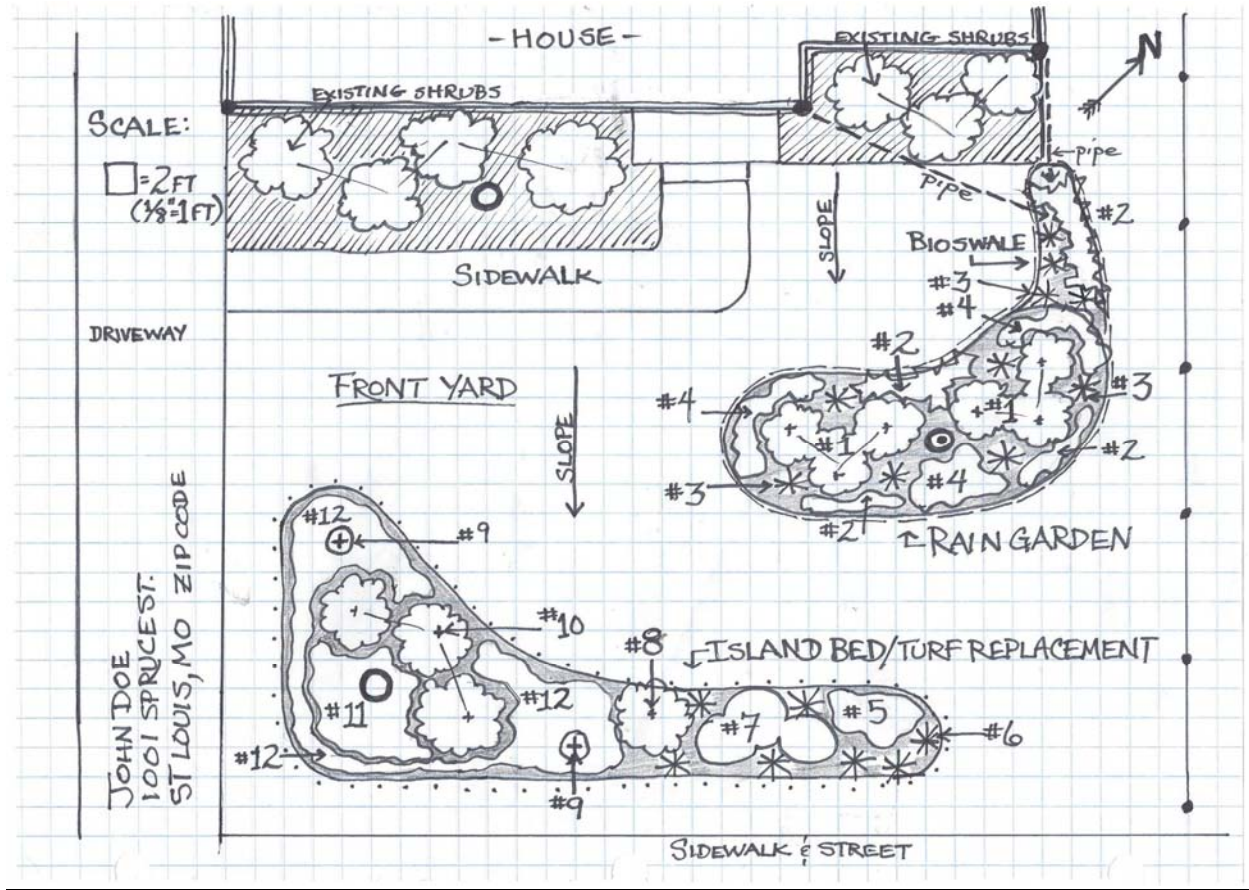 -HOUSE-
EXISTING SHRUBS
N
EXISTING SHRUBS
SCALE:
=2FT
(1/8"=1FT)
pipe
pipe
#2
SLOPE
BIOSWALE
SIDEWALK
#3
#4
DRIVEWAY
#2
FRONT YARD
#3
#4
SLOPE
#1
#1
#2
#3
#4
#2
RAIN GARDEN
#12
#9
#10
#8
ISLAND BED/TURF REPLACEMENT
#12
#11
#7
#5
#6
#12
#9
JOHN DOE
1001 SPRUCE ST.
ST LOUIS, MO ZIPCODE
SIDEWALK & STREET